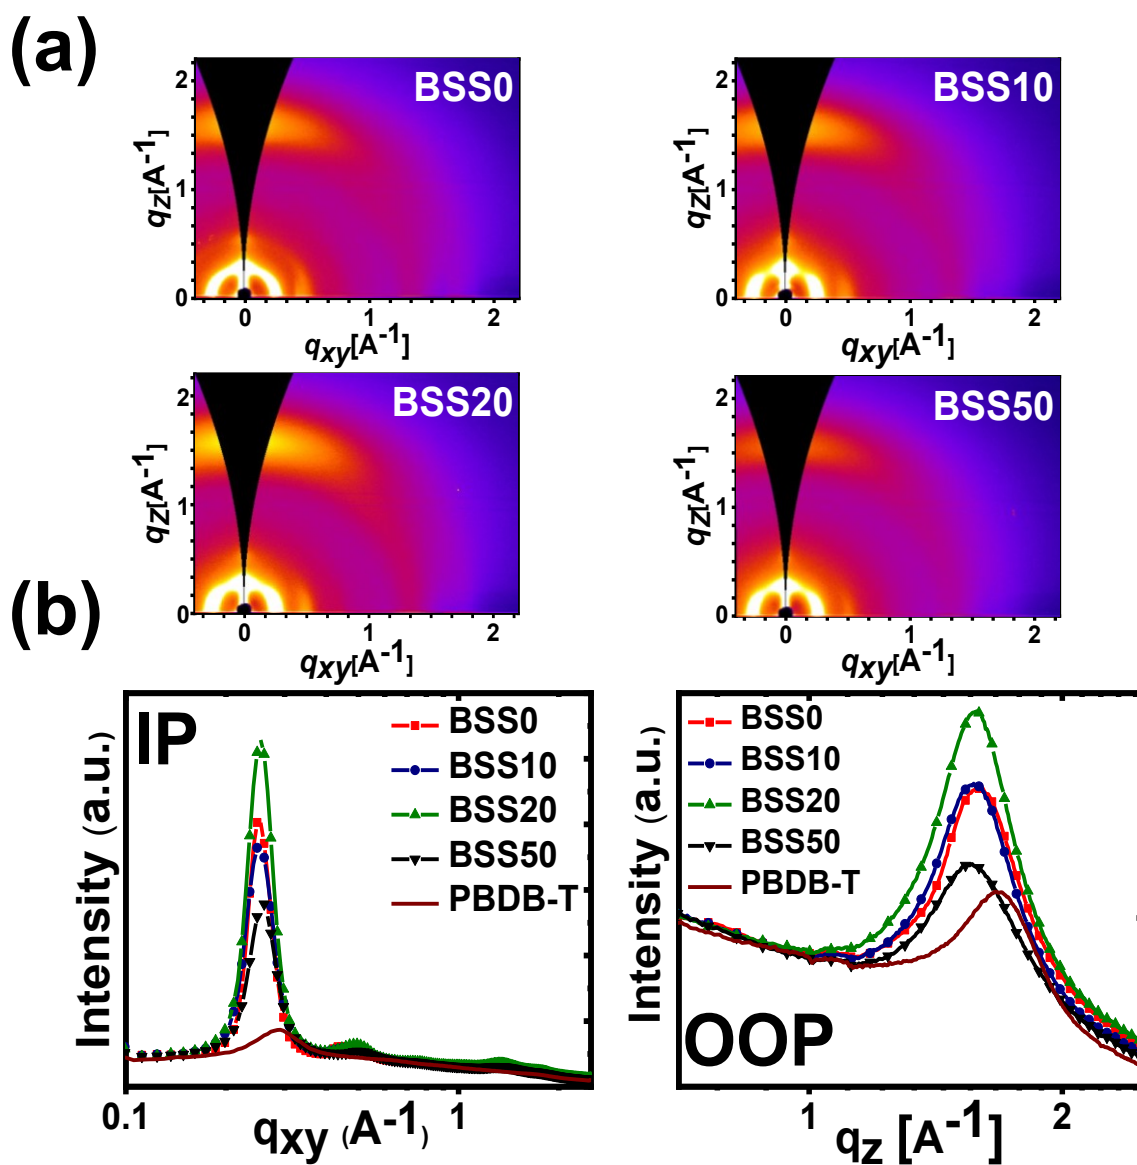 (a)
BSS0
2
1
0
qz[A-1]
0 1 2
qxy[A-1]
BSS10
2
1
0
qz[A-1]
0 1 2
qxy[A-1]
BSS20
2
1
0
qz[A-1]
0 1 2
qxy[A-1]
BSS50
2
1
0
qz[A-1]
0 1 2
qxy[A-1]
(b)
IP
BSS0
BSS10
BSS20
BSS50
PBDB-T
Intensity (a.u.)
0.1 1
qxy (A-1)
BSS0
BSS10
BSS20
BSS50
PBDB-T
OOP
Intensity (a.u.)
1 2
qz [A-1]